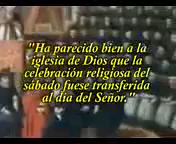 "Ha parecido bien a la
iglesia de Dios que la
celebración religiosa del
sábado fuese transferida
al día del Señor."